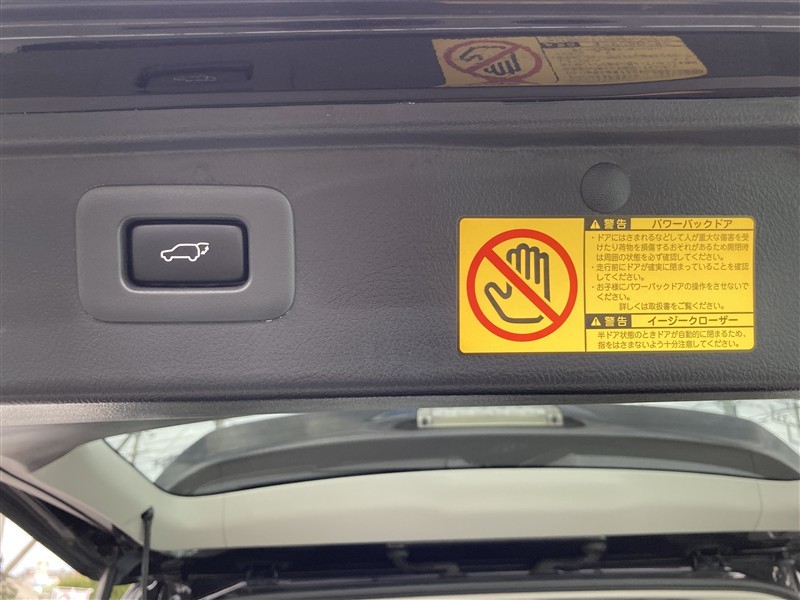 警告 パワーバックドア
・ドアにはさまれるなどして人が重大な傷害を受
けたり荷物を損傷するおそれがあるため開閉時
は周囲の状態を必ず確認してください。
・走行前にドアが確実に閉まっていることを確認
してください。
・お子様にパワーバックドアの操作をさせないで
ください。
詳しくは取扱書をご覧ください。
警告 イージークローザー
半ドア状態のときドアが自動的に閉まるため、
指をはさまないよう十分注意してください。